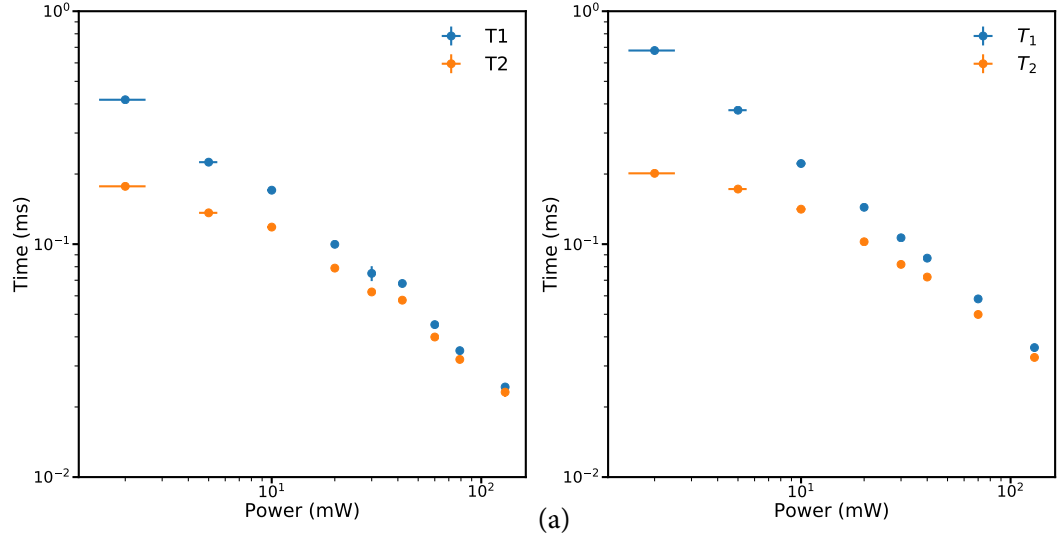 10⁰
10⁻¹
10⁻²
Time (ms)
T1
T2
10¹
10²
Power (mW)
10⁰
10⁻¹
10⁻²
Time (ms)
T₁
T₂
10¹
10²
Power (mW)
(a)